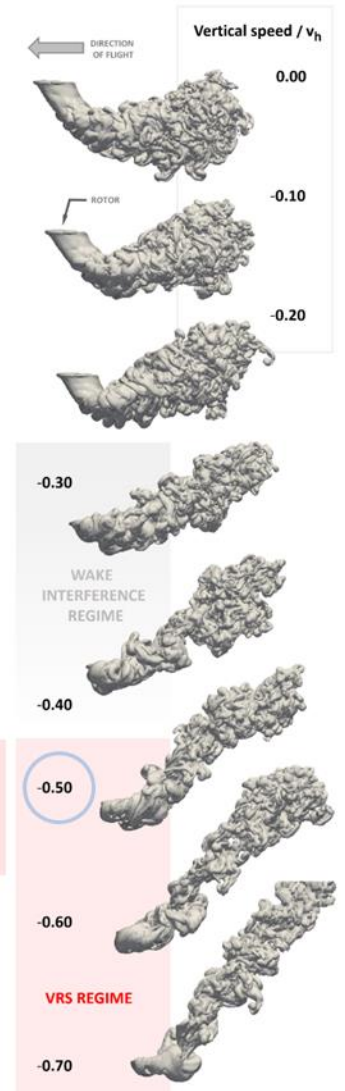 Vertical speed / vh
DIRECTION
OF FLIGHT
0.00
-0.10
ROTOR
-0.20
-0.30
WAKE
INTERFERENCE
REGIME
-0.40
-0.50
-0.60
VRS REGIME
-0.70